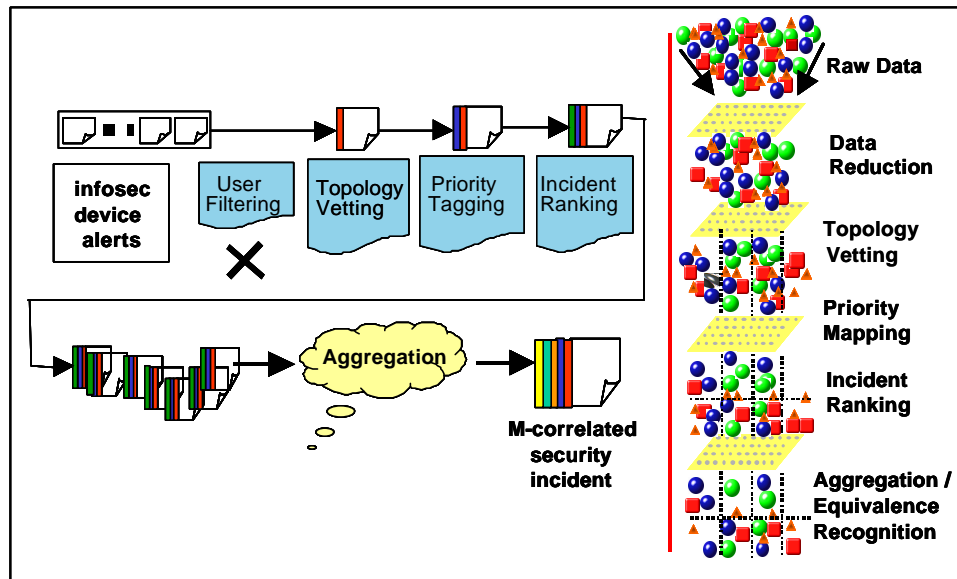 infosec
device
alerts
User
Filtering
Topology
Vetting
Priority
Tagging
Incident
Ranking
Aggregation
M-correlated
security
incident
Raw Data
Data
Reduction
Topology
Vetting
Priority
Mapping
Incident
Ranking
Aggregation /
Equivalence
Recognition